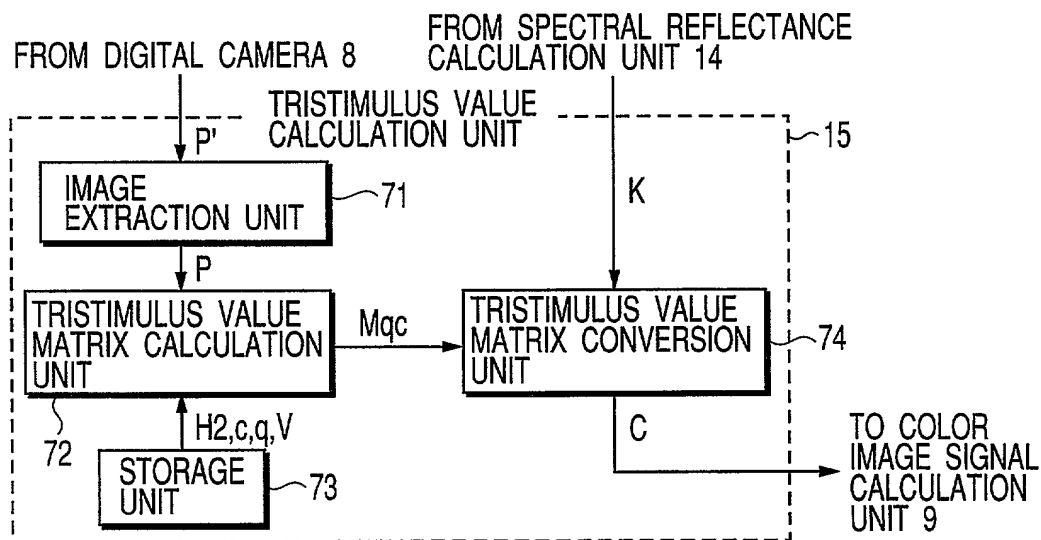 FROM DIGITAL CAMERA 8
FROM SPECTRAL REFLECTANCE
CALCULATION UNIT 14
TRISTIMULUS VALUE
CALCULATION UNIT
15
P'
IMAGE
EXTRACTION UNIT
71
K
P
TRISTIMULUS VALUE
MATRIX CALCULATION
UNIT
72
Mqc
TRISTIMULUS VALUE
MATRIX CONVERSION
UNIT
74
H2,c,q,V
STORAGE
UNIT
73
C
TO COLOR
IMAGE SIGNAL
CALCULATION
UNIT 9